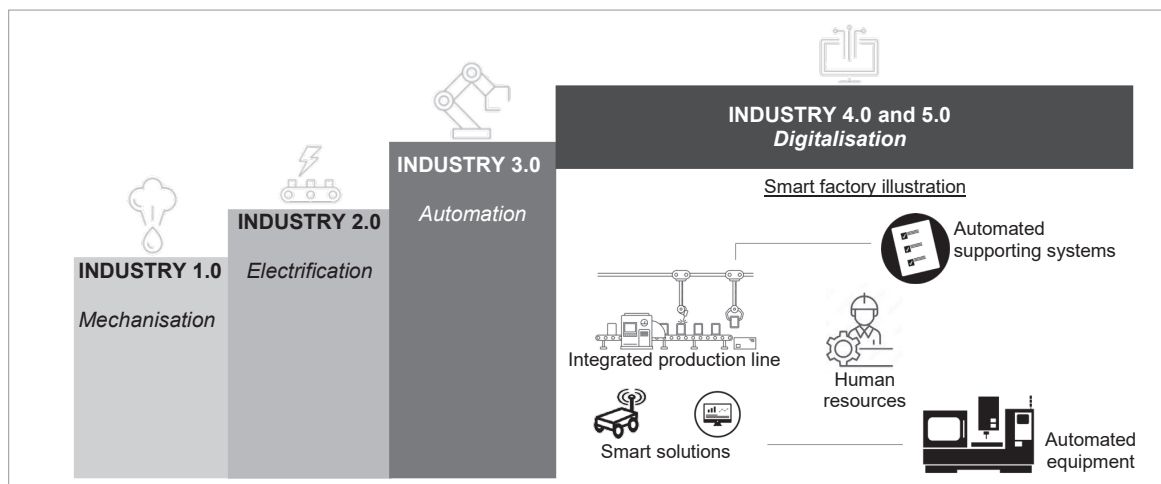 INDUSTRY 1.0
Mechanisation
INDUSTRY 2.0
Electrification
INDUSTRY 3.0
Automation
INDUSTRY 4.0 and 5.0
Digitalisation
Smart factory illustration
Automated
supporting systems
Integrated production line
Human
resources
Smart solutions
Automated
equipment